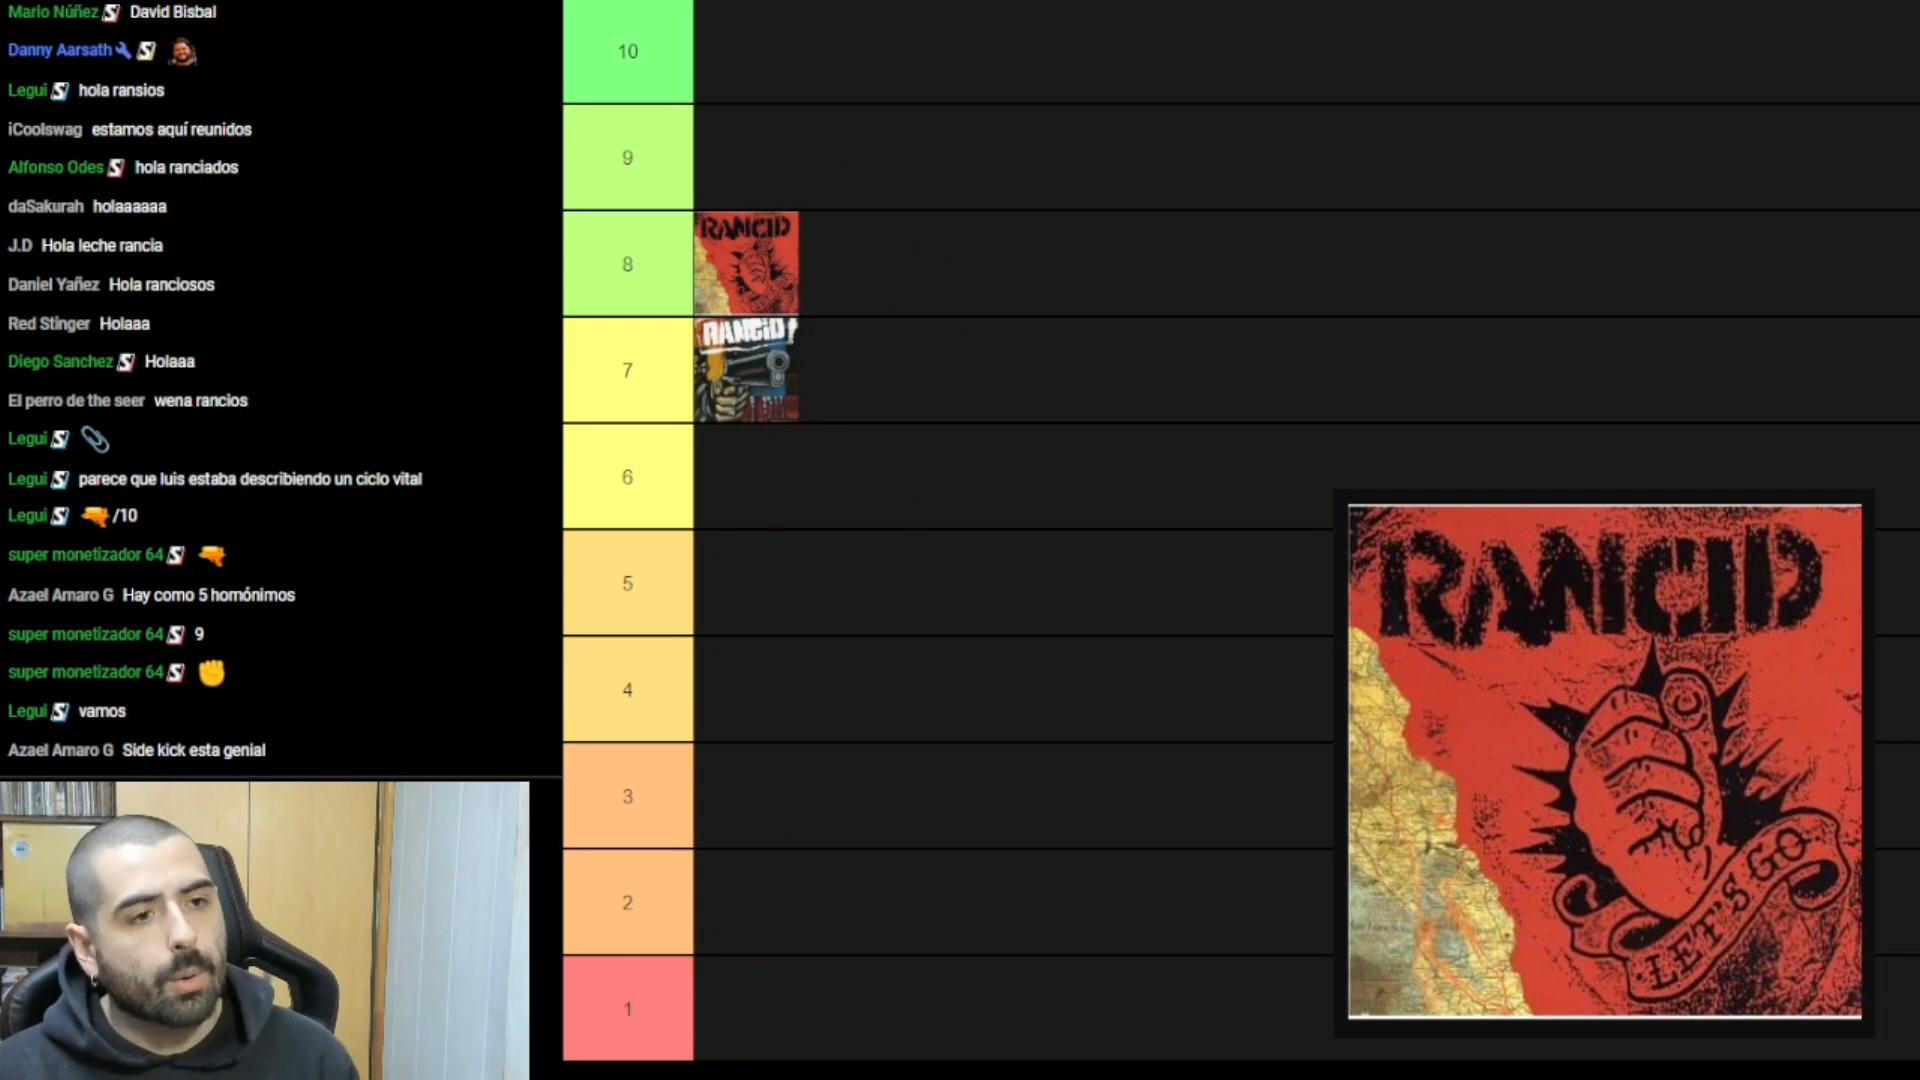 Mario Núñez David Bisbal
Danny Aarsath
Legui hola ransios
iCoolswag estamos aquí reunidos
Alfonso Odes hola ranciados
daSakurah holaaaaaa
J.D Hola leche rancia
Daniel Yañez Hola ranciosos
Red Stinger Holaaa
Diego Sanchez Holaaa
El perro de the seer wena rancios
Legui
Legui parece que luis estaba describiendo un ciclo vital
Legui /10
super monetizador 64
Azael Amaro G Hay como 5 homónimos
super monetizador 64 9
super monetizador 64
Legui vamos
Azael Amaro G Side kick esta genial
10
9
8
RANCID
7
RANCID
6
5
4
3
2
1
RANCID
LET'S GO